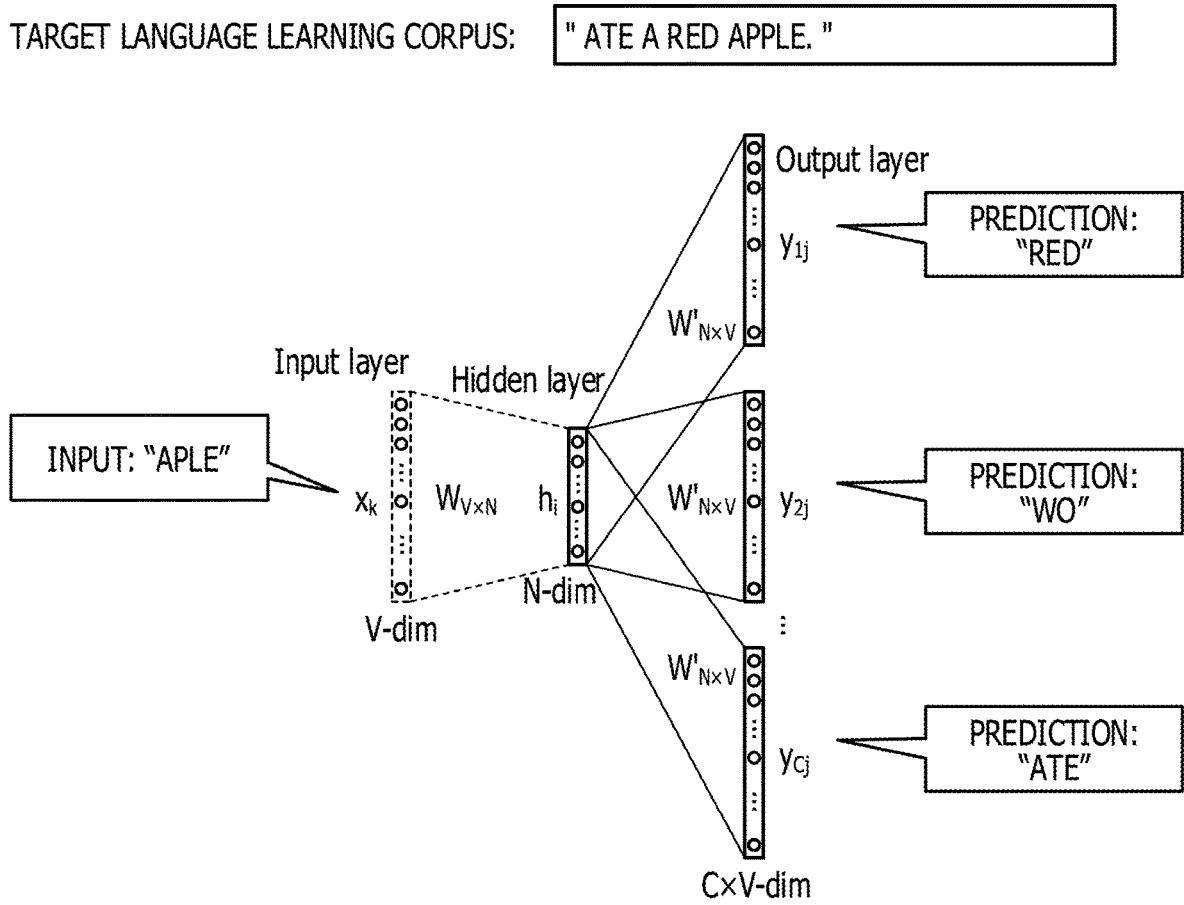 TARGET LANGUAGE LEARNING CORPUS: " ATE A RED APPLE. "
Output layer
PREDICTION:
“RED”
y1j
W'N×V
Input layer
Hidden layer
INPUT: “APLE”
xk
WV×N
hi
W'N×V
y2j
PREDICTION:
“WO”
N-dim
V-dim
W'N×V
PREDICTION:
“ATE”
yCj
C×V-dim